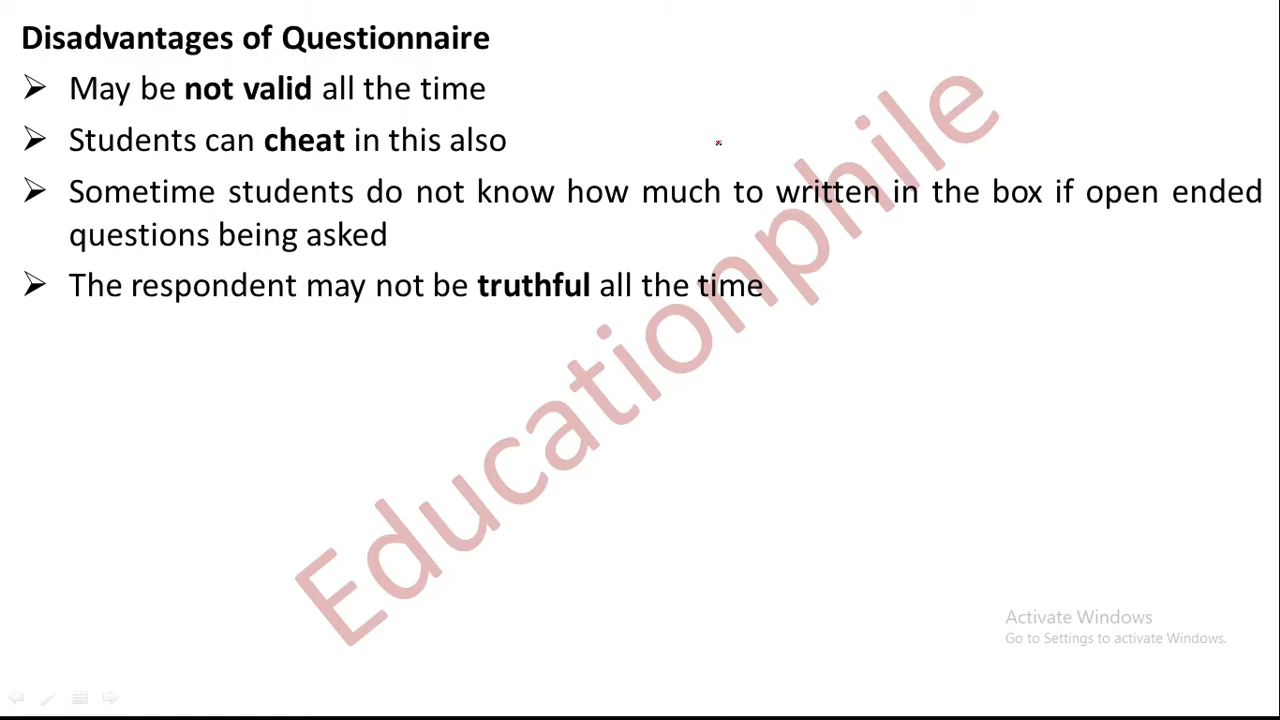 Disadvantages of Questionnaire
➢ May be not valid all the time
➢ Students can cheat in this also
➢ Sometime students do not know how much to written in the box if open ended
questions being asked
➢ The respondent may not be truthful all the time
Educationphile
Activate Windows
Go to Settings to activate Windows.